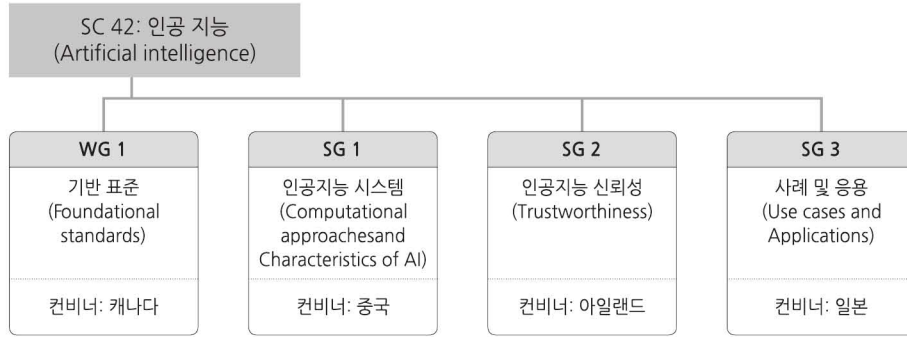 SC 42: 인공 지능
(Artificial intelligence)
WG 1
기반 표준
(Foundational
standards)
컨비너: 캐나다
SG 1
인공지능 시스템
(Computational
approachesand
Characteristics of AI)
컨비너: 중국
SG 2
인공지능 신뢰성
(Trustworthiness)
컨비너: 아일랜드
SG 3
사례 및 응용
(Use cases and
Applications)
컨비너: 일본